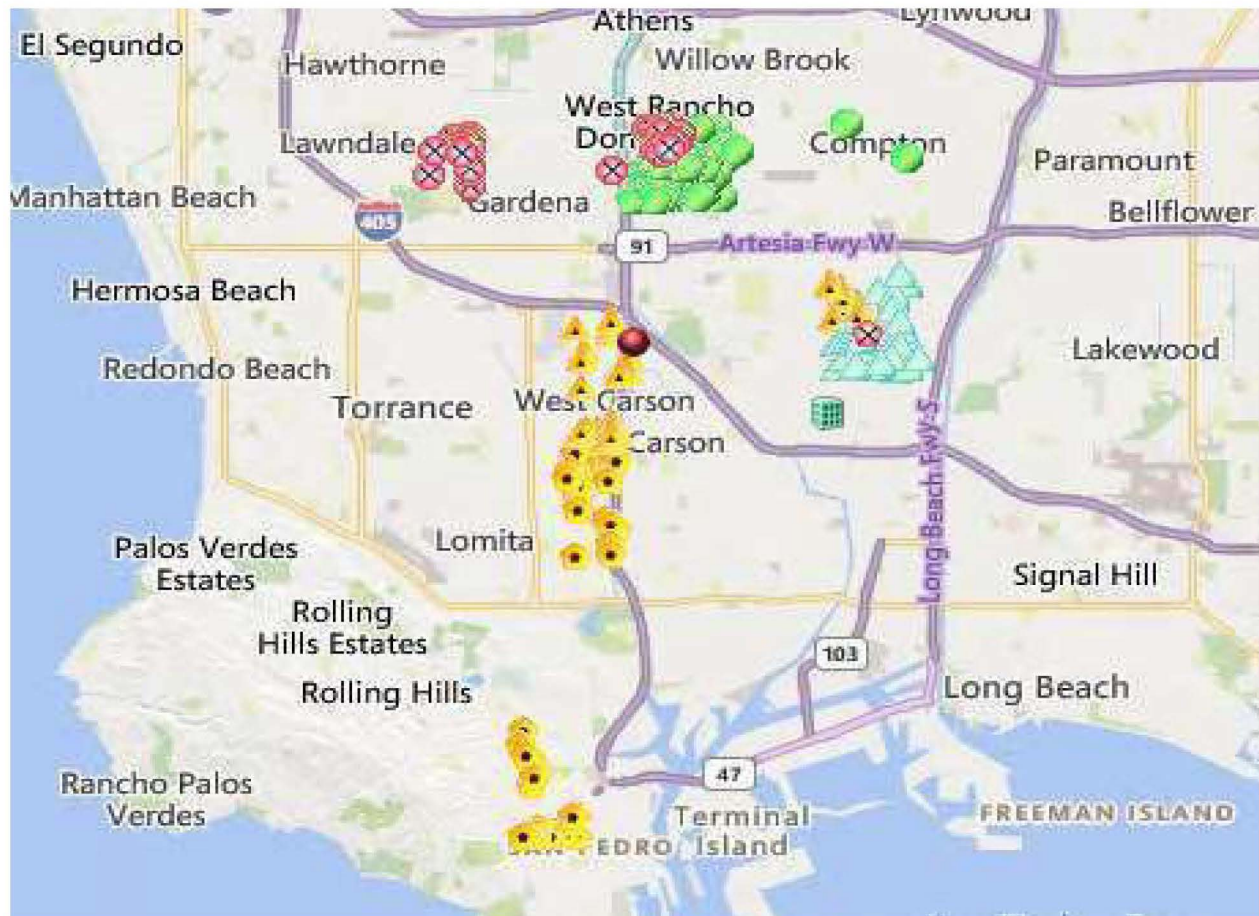 Athens
Lynwood
El Segundo
Hawthorne
Willow Brook
West Rancho
Lawndale
Compton
Paramount
Manhattan Beach
Gardena
405
Bellflower
91
Artesia Fwy W
Hermosa Beach
Redondo Beach
Lakewood
Torrance
West Carson
Carson
Long Beach Fwy S
Lomita
Palos Verdes
Estates
Signal Hill
Rolling
Hills Estates
103
Rolling Hills
Long Beach
47
Rancho Palos
Verdes
Terminal
Island
FREEMAN ISLAND
SAN PEDRO